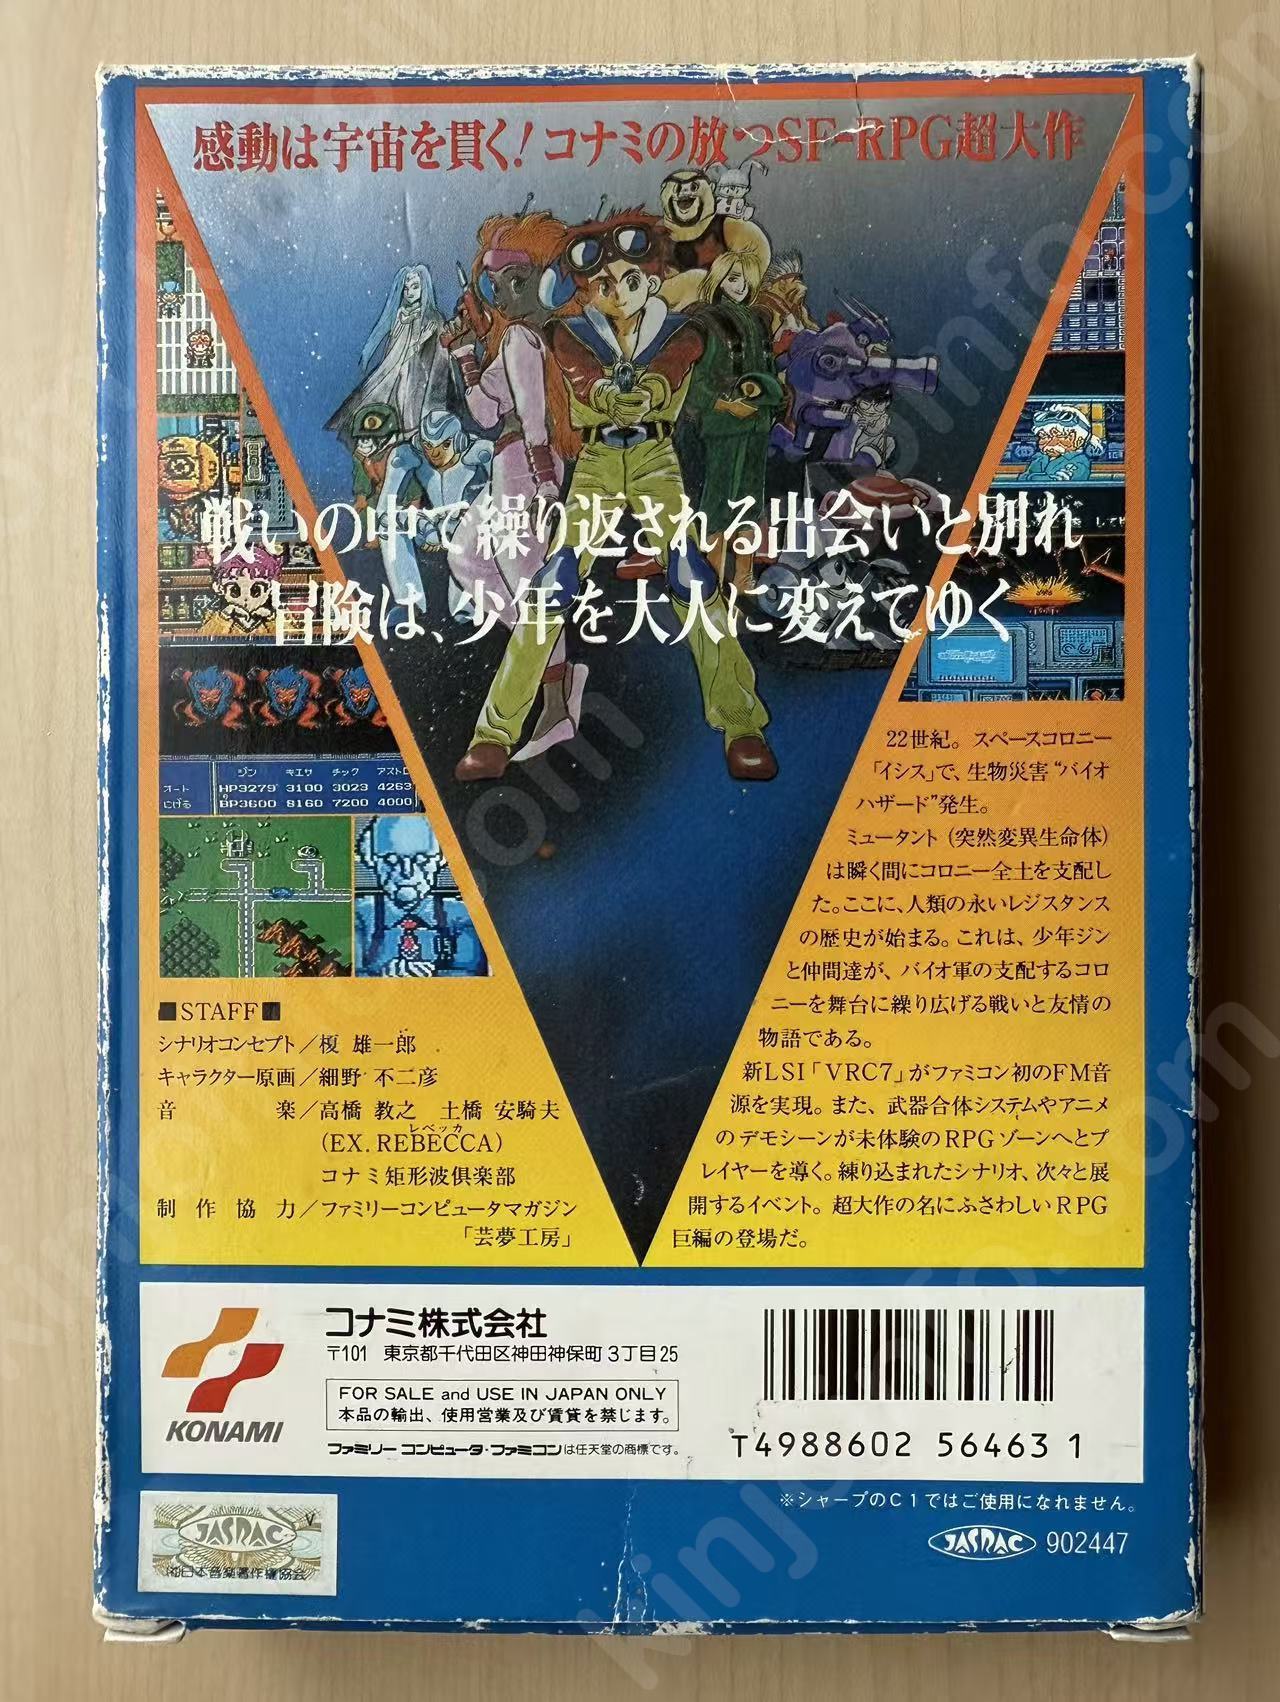 感動は宇宙を貫く！コナミの放つSF-RPG超大作
戦いの中で繰り返される出会いと別れ
冒険は、少年を大人に変えてゆく
ジン キエサ チック アストロ
オート HP3279 3100 3023 4263
にげる BP3600 8160 7200 4000
22世紀。スペースコロニー
「イシス」で、生物災害“バイオ
ハザード”発生。
ミュータント（突然変異生命体）
は瞬く間にコロニー全土を支配し
た。ここに、人類の永いレジスタンス
の歴史が始まる。これは、少年ジン
と仲間達が、バイオ軍の支配するコロ
ニーを舞台に繰り広げる戦いと友情の
物語である。
新LSI「VRC7」がファミコン初のFM音
源を実現。また、武器合体システムやアニメ
のデモシーンが未体験のRPGゾーンへとプ
レイヤーを導く。練り込まれたシナリオ、次々と展
開するイベント。超大作の名にふさわしいRPG
巨編の登場だ。
■STAFF■
シナリオコンセプト／榎 雄一郎
キャラクター原画／細野 不二彦
音楽／高橋 教之 土橋 安騎夫
レベッカ
(EX. REBECCA)
コナミ矩形波倶楽部
制作協力／ファミリーコンピュータマガジン
「芸夢工房」
KONAMI
コナミ株式会社
〒101 東京都千代田区神田神保町3丁目25
FOR SALE and USE IN JAPAN ONLY
本品の輸出、使用営業及び賃貸を禁じます。
ファミリーコンピュータ・ファミコンは任天堂の商標です。
T4988602 56463 1
※シャープのC1ではご使用になれません。
JASRAC 902447
JASRAC V
(社)日本音楽著作権協会
kinjominfo.com